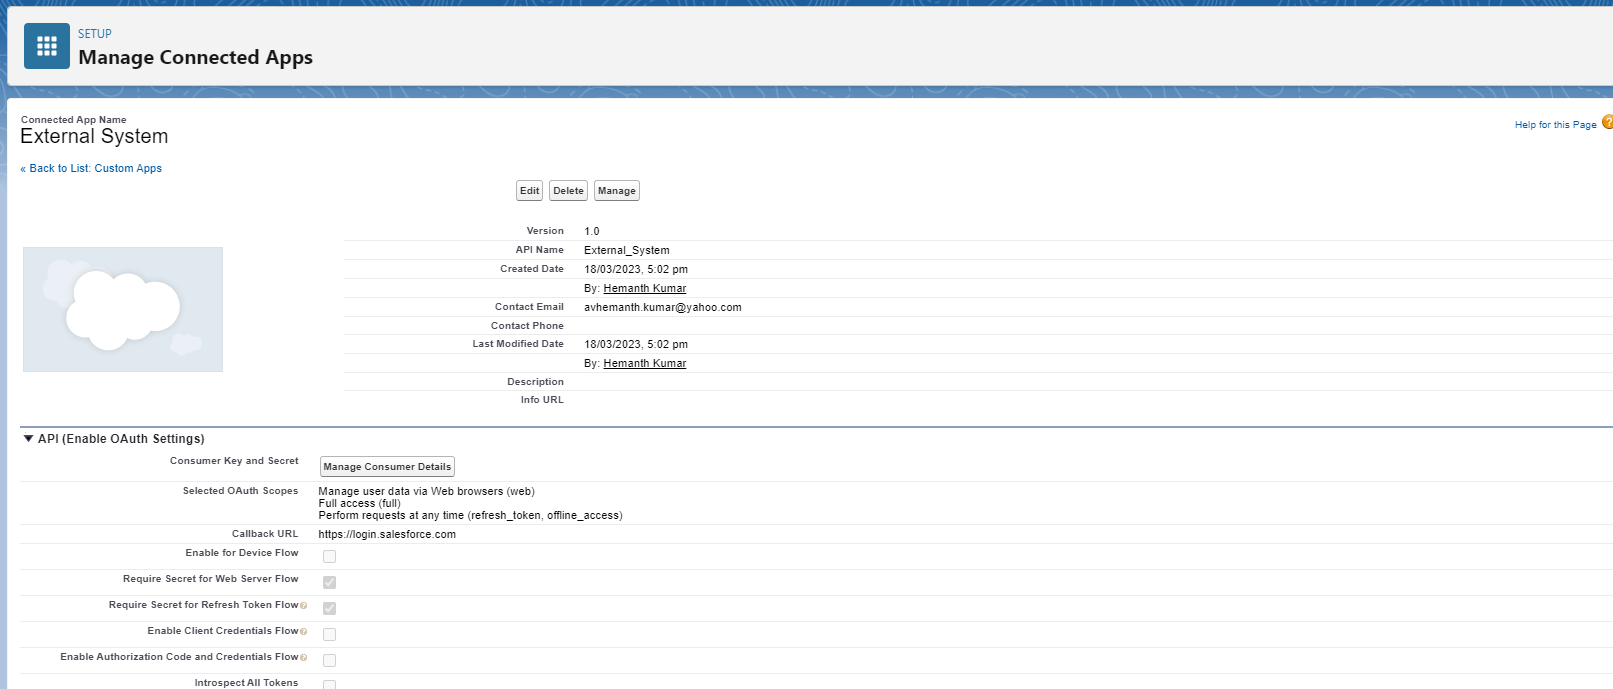 SETUP
Manage Connected Apps
Connected App Name
External System
Help for this Page ?
« Back to List: Custom Apps
Edit Delete Manage
Version 1.0
API Name External_System
Created Date 18/03/2023, 5:02 pm
By: Hemanth Kumar
Contact Email avhemanth.kumar@yahoo.com
Contact Phone
Last Modified Date 18/03/2023, 5:02 pm
By: Hemanth Kumar
Description
Info URL
API (Enable OAuth Settings)
Consumer Key and Secret Manage Consumer Details
Selected OAuth Scopes Manage user data via Web browsers (web)
Full access (full)
Perform requests at any time (refresh_token, offline_access)
Callback URL https://login.salesforce.com
Enable for Device Flow
Require Secret for Web Server Flow
Require Secret for Refresh Token Flow ?
Enable Client Credentials Flow ?
Enable Authorization Code and Credentials Flow ?
Introspect All Tokens